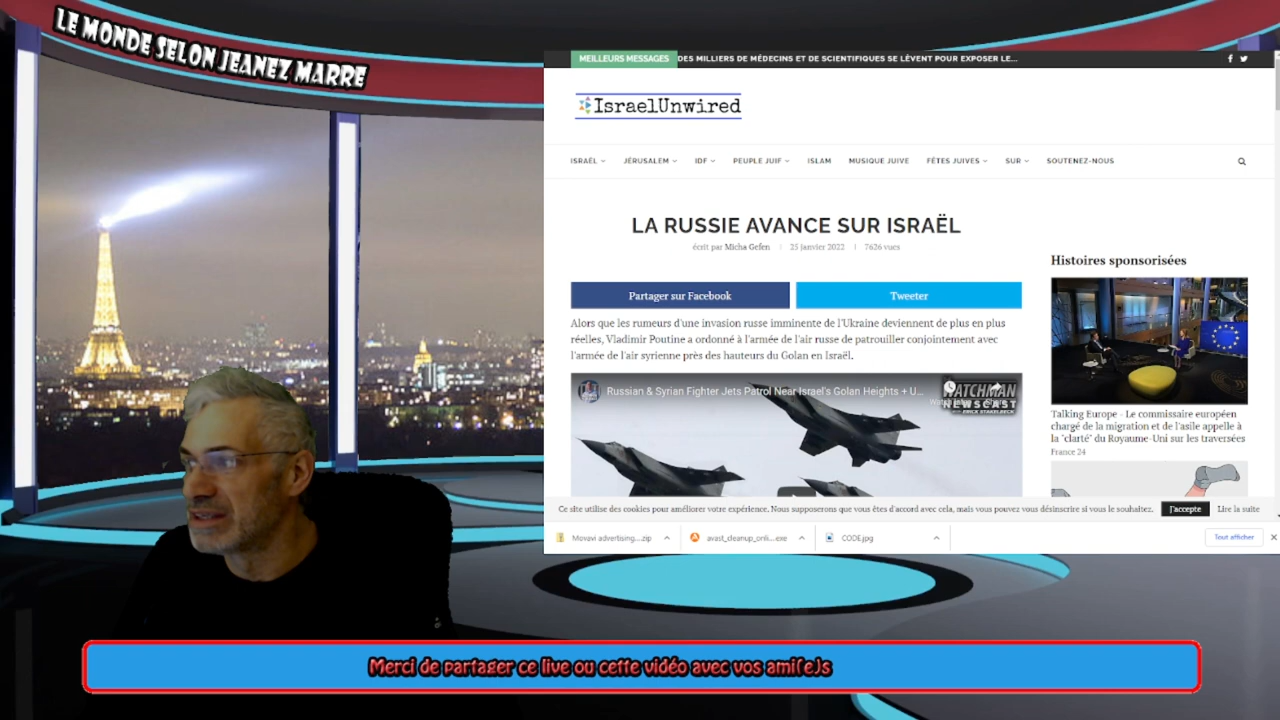 LE MONDE SELON JEANEZ MARRE
MEILLEURS MESSAGES DES MILLIERS DE MÉDECINS ET DE SCIENTIFIQUES SE LÈVENT POUR EXPOSER LE...
IsraelUnwired
ISRAËL JÉRUSALEM IDF PEUPLE JUIF ISLAM MUSIQUE JUIVE FÊTES JUIVES SUR SOUTENEZ-NOUS
LA RUSSIE AVANCE SUR ISRAËL
écrit par Micha Gefen | 25 janvier 2022 | 7626 vues
Partager sur Facebook
Tweeter
Alors que les rumeurs d'une invasion russe imminente de l'Ukraine deviennent de plus en plus
réelles, Vladimir Poutine a ordonné à l'armée de l'air russe de patrouiller conjointement avec
l'armée de l'air syrienne près des hauteurs du Golan en Israël.
Russian & Syrian Fighter Jets Patrol Near Israel's Golan Heights + U...
WATCHMAN
NEWSCAST
WITH ERICK STAKELBECK
Histoires sponsorisées
Talking Europe - Le commissaire européen
chargé de la migration et de l'asile appelle à
la "clarté" du Royaume-Uni sur les traversées
France 24
Ce site utilise des cookies pour améliorer votre expérience. Nous supposerons que vous êtes d'accord avec cela, mais vous pouvez vous désinscrire si vous le souhaitez. J'accepte Lire la suite
Movavi advertising....zip
avast_cleanup_onli...exe
CODE.jpg
Tout afficher
Merci de partager ce live ou cette vidéo avec vos ami(e)s